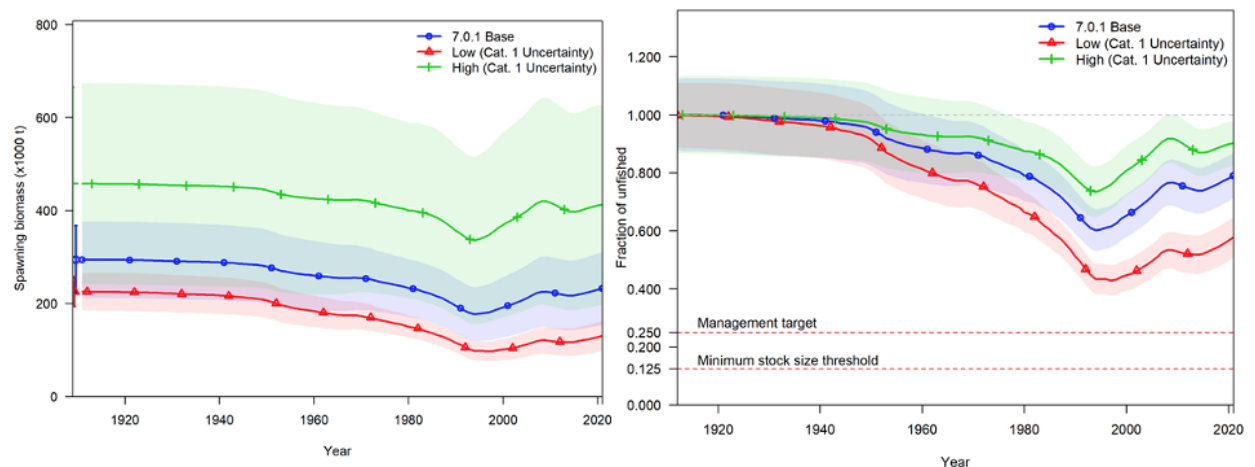 800
600
400
200
0
Spawning biomass (x1000 t)
7.0.1 Base
Low (Cat. 1 Uncertainty)
High (Cat. 1 Uncertainty)
1920
1940
1960
1980
2000
2020
Year
1.200
1.000
0.800
0.600
0.400
0.250
0.200
0.125
0.000
Fraction of unfished
7.0.1 Base
Low (Cat. 1 Uncertainty)
High (Cat. 1 Uncertainty)
Management target
Minimum stock size threshold
1920
1940
1960
1980
2000
2020
Year